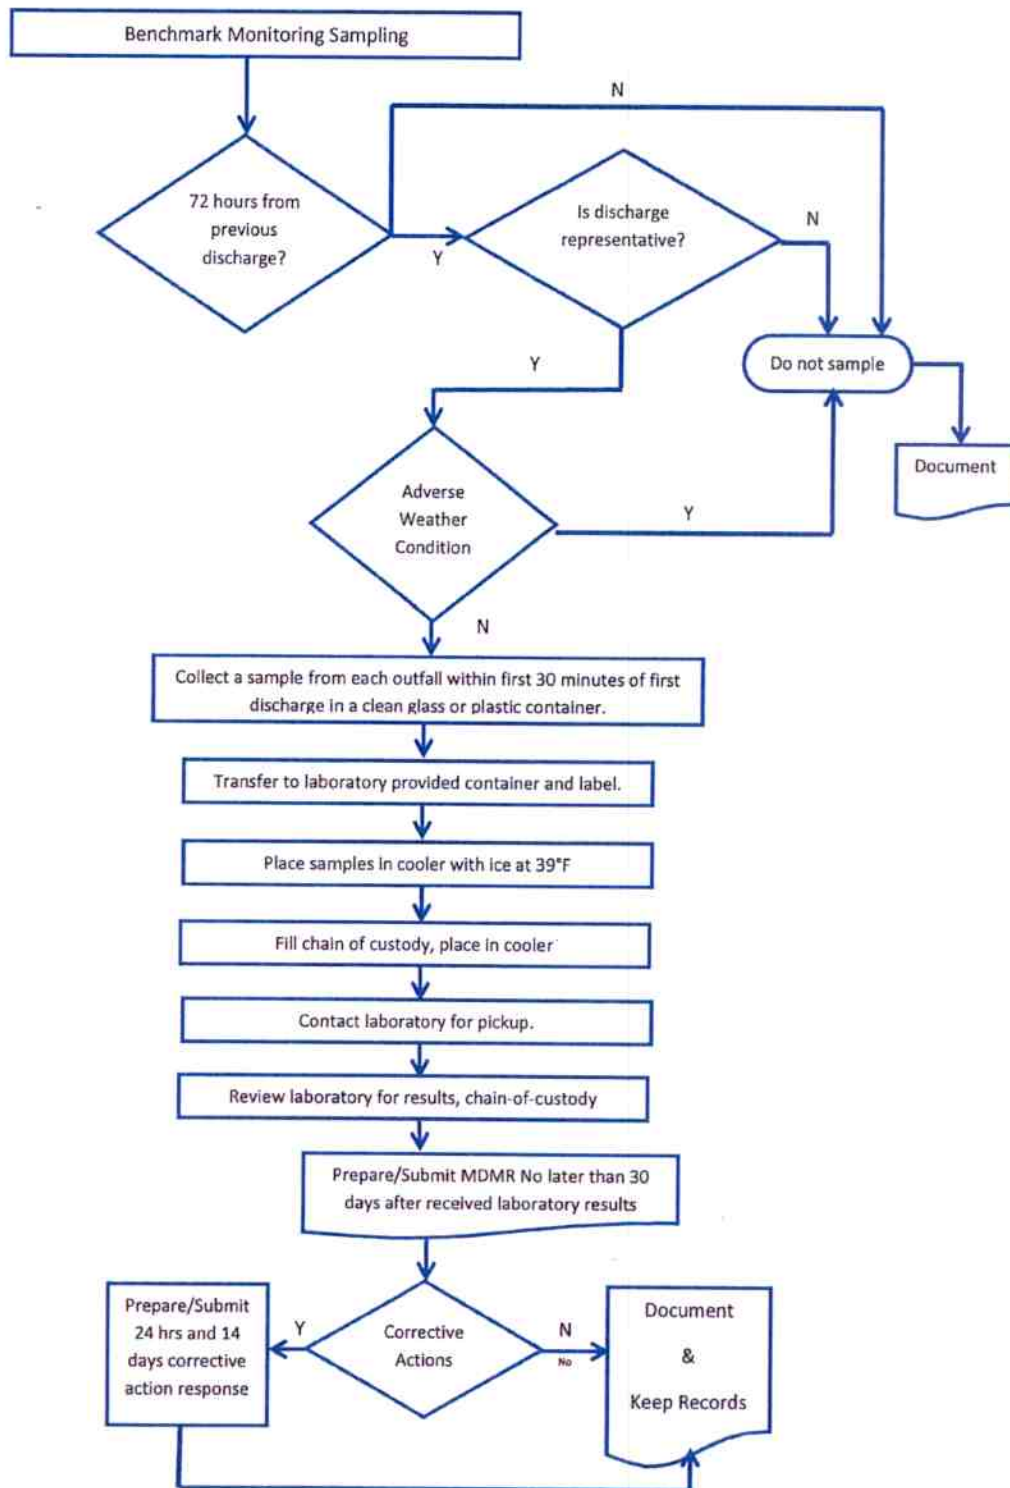 Benchmark Monitoring Sampling
N
72 hours from
previous
discharge?
Y
Is discharge
representative?
N
Y
Do not sample
Document
Adverse
Weather
Condition
Y
N
Collect a sample from each outfall within first 30 minutes of first
discharge in a clean glass or plastic container.
Transfer to laboratory provided container and label.
Place samples in cooler with ice at 39°F
Fill chain of custody, place in cooler
Contact laboratory for pickup.
Review laboratory for results, chain-of-custody
Prepare/Submit MDMR No later than 30
days after received laboratory results
Prepare/Submit
24 hrs and 14
days corrective
action response
Y
Corrective
Actions
N
No
Document
&
Keep Records